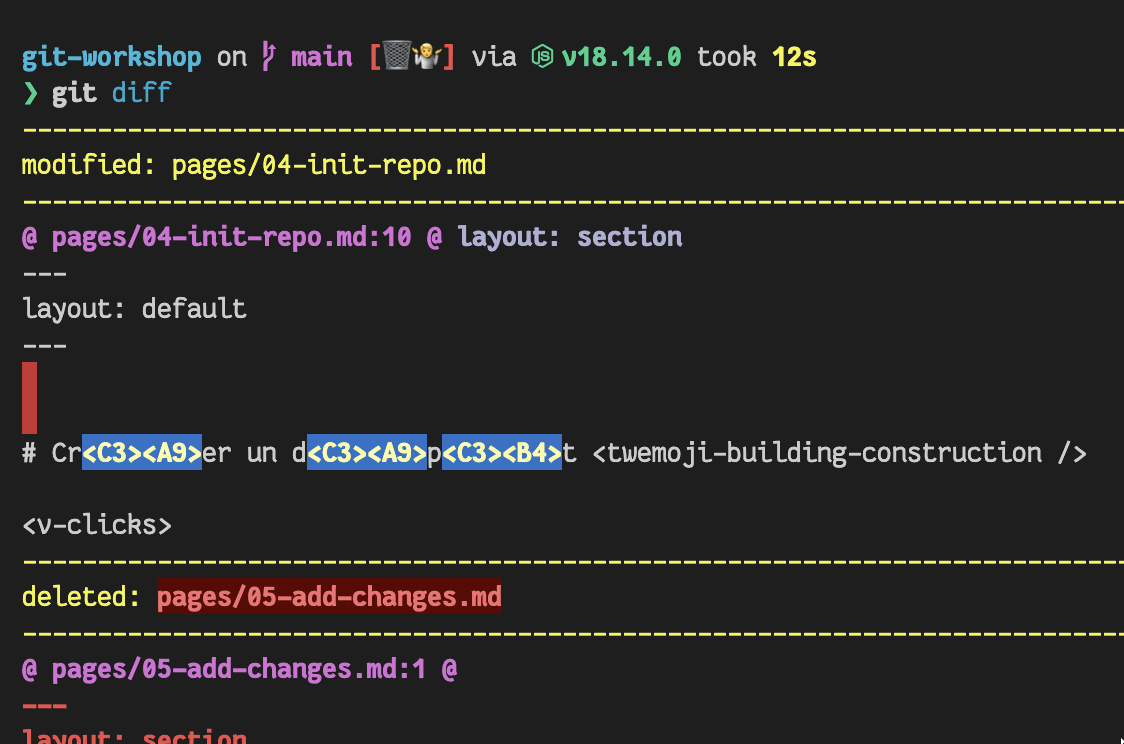 git-workshop on main [🗑️🤷] via v18.14.0 took 12s
❯ git diff
--------------------------------------------------------------------------
modified: pages/04-init-repo.md
--------------------------------------------------------------------------
@ pages/04-init-repo.md:10 @ layout: section
---
layout: default
---
# Cr<C3><A9>er un d<C3><A9>p<C3><B4>t <twemoji-building-construction />
<v-clicks>
--------------------------------------------------------------------------
deleted: pages/05-add-changes.md
--------------------------------------------------------------------------
@ pages/05-add-changes.md:1 @
---
layout: section